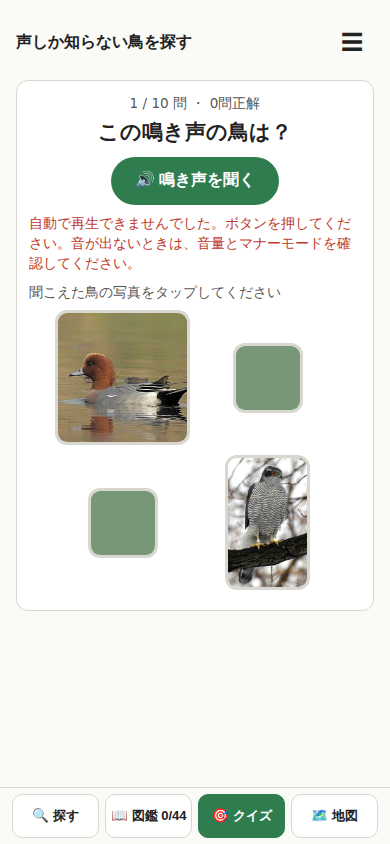 声しか知らない鳥を探す
1 / 10 問 ・ 0問正解
この鳴き声の鳥は？
鳴き声を聞く
自動で再生できませんでした。ボタンを押してくだ
さい。音が出ないときは、音量とマナーモードを確
認してください。
聞こえた鳥の写真をタップしてください
探す 図鑑 0/44 クイズ 地図